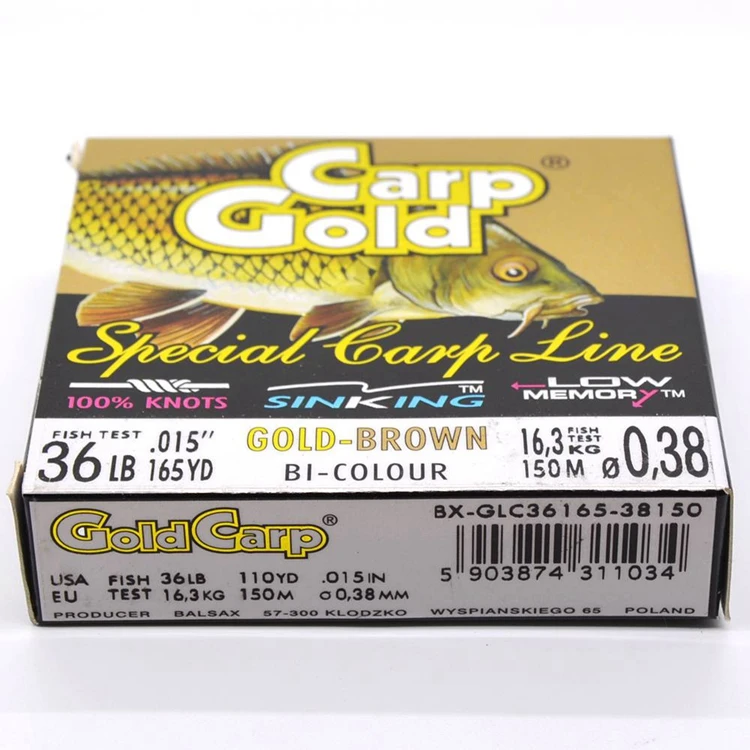 Carp®
Gold
Special Carp Line
100% KNOTS
SINKING™
LOW
MEMORY™
FISH TEST
36 LB
.015"
165YD
GOLD-BROWN
BI-COLOUR
16,3 FISH TEST KG
150 M
ø 0,38
Gold Carp®
BX-GLC36165-38150
USA FISH 36LB 110YD .015IN
EU TEST 16,3KG 150M ø0,38MM
5 903874 311034
PRODUCER BALSAX 57-300 KLODZKO WYSPIANSKIEGO 65 POLAND